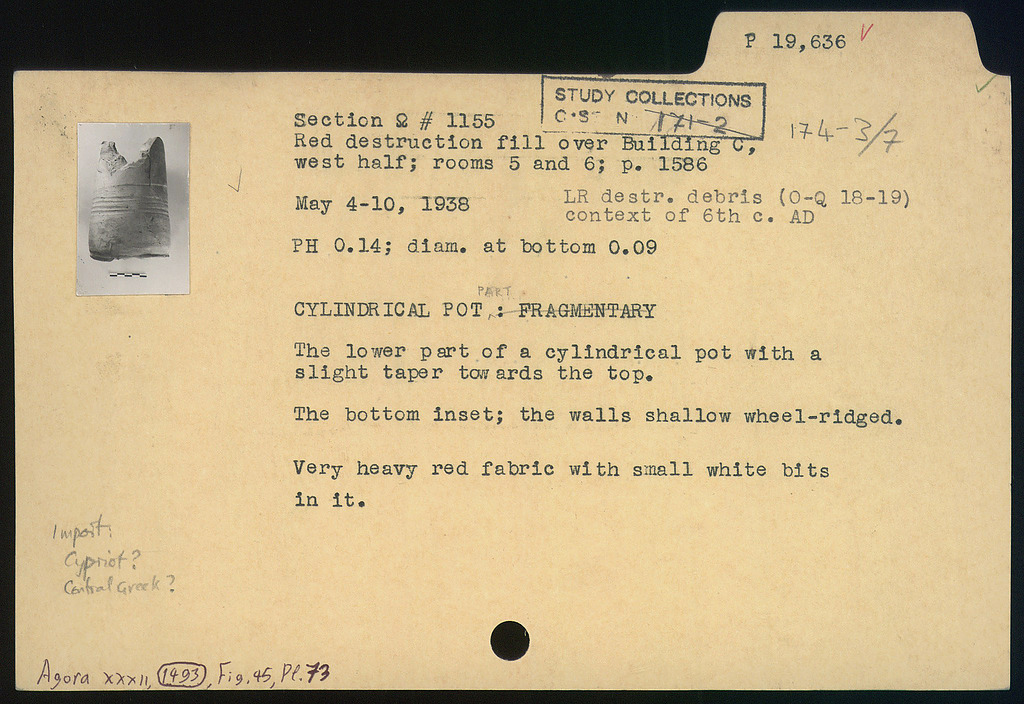 P 19,636 V
STUDY COLLECTIONS
C·S N 171-2
174-3/7
Section Ω # 1155
Red destruction fill over Building C,
west half; rooms 5 and 6; p. 1586
May 4-10, 1938
LR destr. debris (O-Q 18-19)
context of 6th c. AD
PH 0.14; diam. at bottom 0.09
PART
CYLINDRICAL POT : FRAGMENTARY
The lower part of a cylindrical pot with a
slight taper towards the top.
The bottom inset; the walls shallow wheel-ridged.
Very heavy red fabric with small white bits
in it.
Import:
Cypriot?
Central Greek?
Agora XXXII, 1493, Fig. 45, Pl. 73